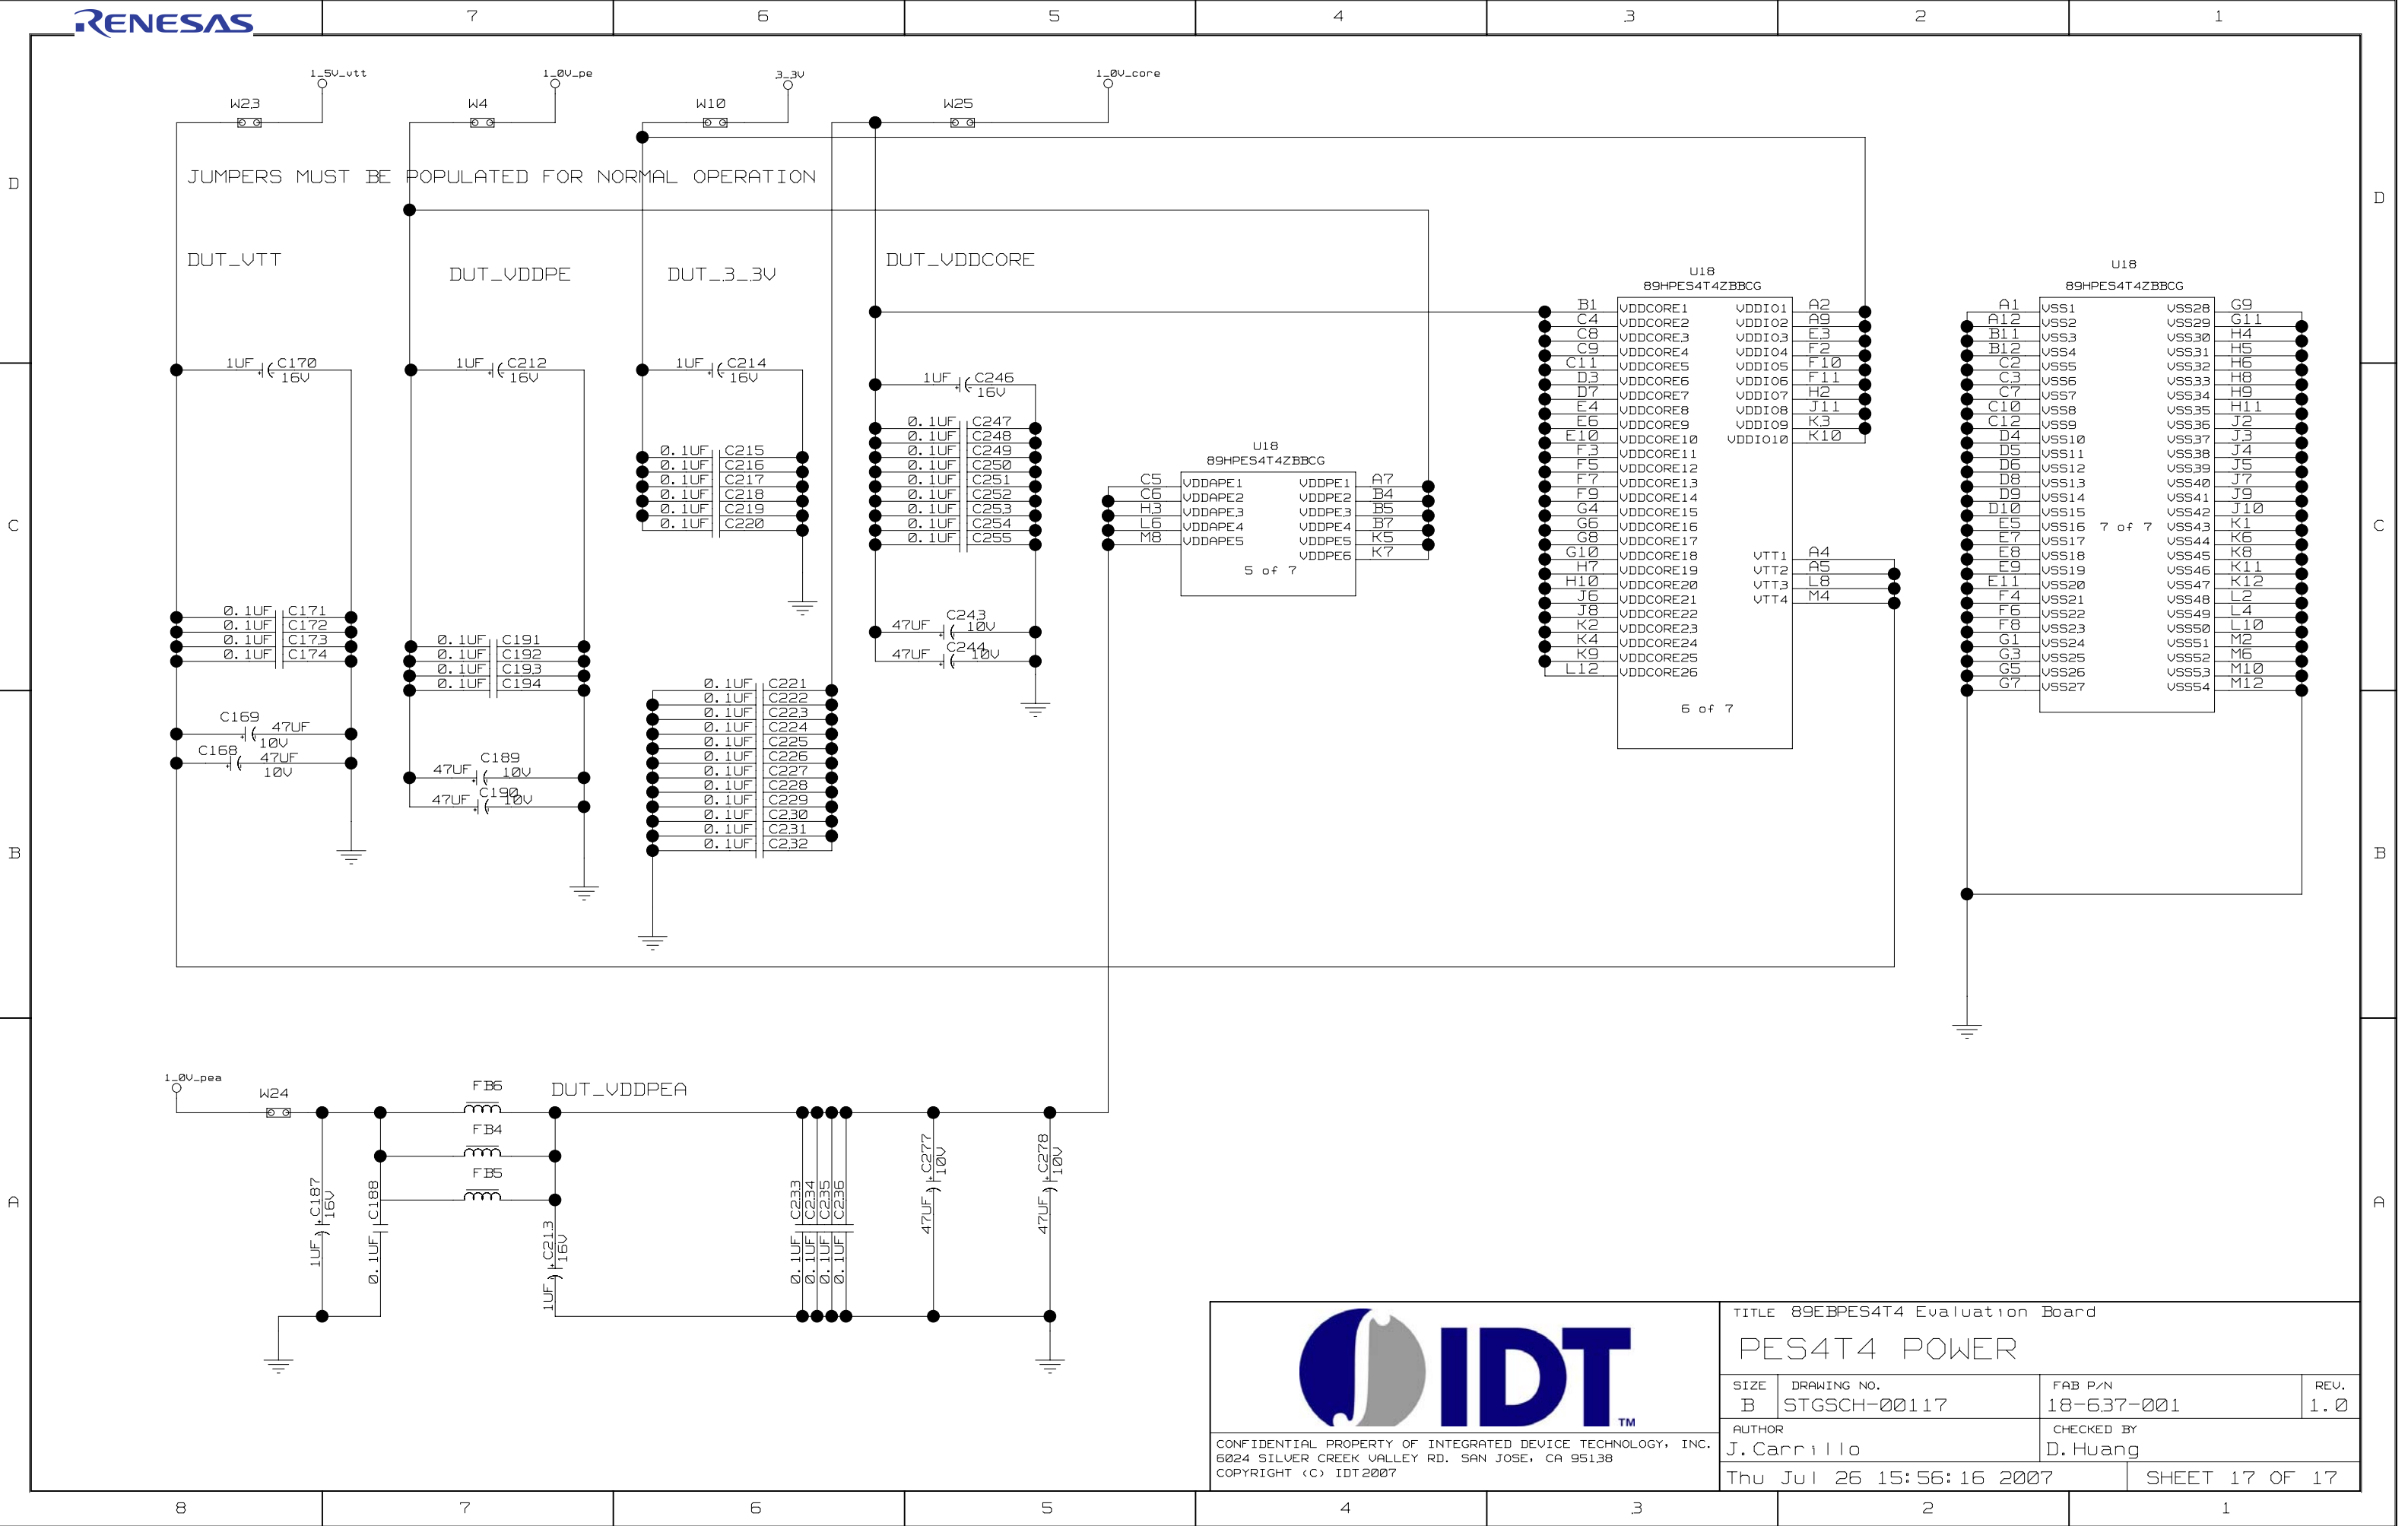 RENESAS
7 6 5 4 3 2 1
1_5V_vtt 1_0V_pe 3_3V 1_0V_core
W23 W4 W10 W25
JUMPERS MUST BE POPULATED FOR NORMAL OPERATION
D D
DUT_VTT DUT_VDDPE DUT_3_3V DUT_VDDCORE
1UF C170 16V
0.1UF C171
0.1UF C172
0.1UF C173
0.1UF C174
C169 47UF 10V
C168 47UF 10V
1UF C212 16V
0.1UF C191
0.1UF C192
0.1UF C193
0.1UF C194
47UF C189 10V
47UF C190 10V
1UF C214 16V
0.1UF C215
0.1UF C216
0.1UF C217
0.1UF C218
0.1UF C219
0.1UF C220
0.1UF C221
0.1UF C222
0.1UF C223
0.1UF C224
0.1UF C225
0.1UF C226
0.1UF C227
0.1UF C228
0.1UF C229
0.1UF C230
0.1UF C231
0.1UF C232
1UF C246 16V
0.1UF C247
0.1UF C248
0.1UF C249
0.1UF C250
0.1UF C251
0.1UF C252
0.1UF C253
0.1UF C254
0.1UF C255
47UF C243 10V
47UF C244 10V
U18
89HPES4T4ZBBCG
C5 VDDAPE1 VDDPE1 A7
C6 VDDAPE2 VDDPE2 B4
H3 VDDAPE3 VDDPE3 B5
L6 VDDAPE4 VDDPE4 B7
M8 VDDAPE5 VDDPE5 K5
VDDPE6 K7
5 of 7
U18
89HPES4T4ZBBCG
B1 VDDCORE1 VDDIO1 A2
C4 VDDCORE2 VDDIO2 A9
C8 VDDCORE3 VDDIO3 E3
C9 VDDCORE4 VDDIO4 F2
C11 VDDCORE5 VDDIO5 F10
D3 VDDCORE6 VDDIO6 F11
D7 VDDCORE7 VDDIO7 H2
E4 VDDCORE8 VDDIO8 J11
E6 VDDCORE9 VDDIO9 K3
E10 VDDCORE10 VDDIO10 K10
F3 VDDCORE11
F5 VDDCORE12
F7 VDDCORE13
F9 VDDCORE14
G4 VDDCORE15
G6 VDDCORE16
G8 VDDCORE17
G10 VDDCORE18 VTT1 A4
H7 VDDCORE19 VTT2 A5
H10 VDDCORE20 VTT3 L8
J6 VDDCORE21 VTT4 M4
J8 VDDCORE22
K2 VDDCORE23
K4 VDDCORE24
K9 VDDCORE25
L12 VDDCORE26
6 of 7
U18
89HPES4T4ZBBCG
A1 VSS1 VSS28 G9
A12 VSS2 VSS29 G11
B11 VSS3 VSS30 H4
B12 VSS4 VSS31 H5
C2 VSS5 VSS32 H6
C3 VSS6 VSS33 H8
C7 VSS7 VSS34 H9
C10 VSS8 VSS35 H11
C12 VSS9 VSS36 J2
D4 VSS10 VSS37 J3
D5 VSS11 VSS38 J4
D6 VSS12 VSS39 J5
D8 VSS13 VSS40 J7
D9 VSS14 VSS41 J9
D10 VSS15 VSS42 J10
E5 VSS16 7 of 7 VSS43 K1
E7 VSS17 VSS44 K6
E8 VSS18 VSS45 K8
E9 VSS19 VSS46 K11
E11 VSS20 VSS47 K12
F4 VSS21 VSS48 L2
F6 VSS22 VSS49 L4
F8 VSS23 VSS50 L10
G1 VSS24 VSS51 M2
G3 VSS25 VSS52 M6
G5 VSS26 VSS53 M10
G7 VSS27 VSS54 M12
C C
B B
1_0V_pea
W24
FB6
FB4
FB5
DUT_VDDPEA
1UF C187 16V
0.1UF C188
1UF C213 16V
0.1UF C233
0.1UF C234
0.1UF C235
0.1UF C236
47UF C277 10V
47UF C278 10V
A A
IDT TM
CONFIDENTIAL PROPERTY OF INTEGRATED DEVICE TECHNOLOGY, INC.
6024 SILVER CREEK VALLEY RD. SAN JOSE, CA 95138
COPYRIGHT (C) IDT 2007
TITLE 89EBPES4T4 Evaluation Board
PES4T4 POWER
SIZE DRAWING NO. FAB P/N REV.
B STGSCH-00117 18-637-001 1.0
AUTHOR CHECKED BY
J.Carrillo D.Huang
Thu Jul 26 15:56:16 2007 SHEET 17 OF 17
8 7 6 5 4 3 2 1